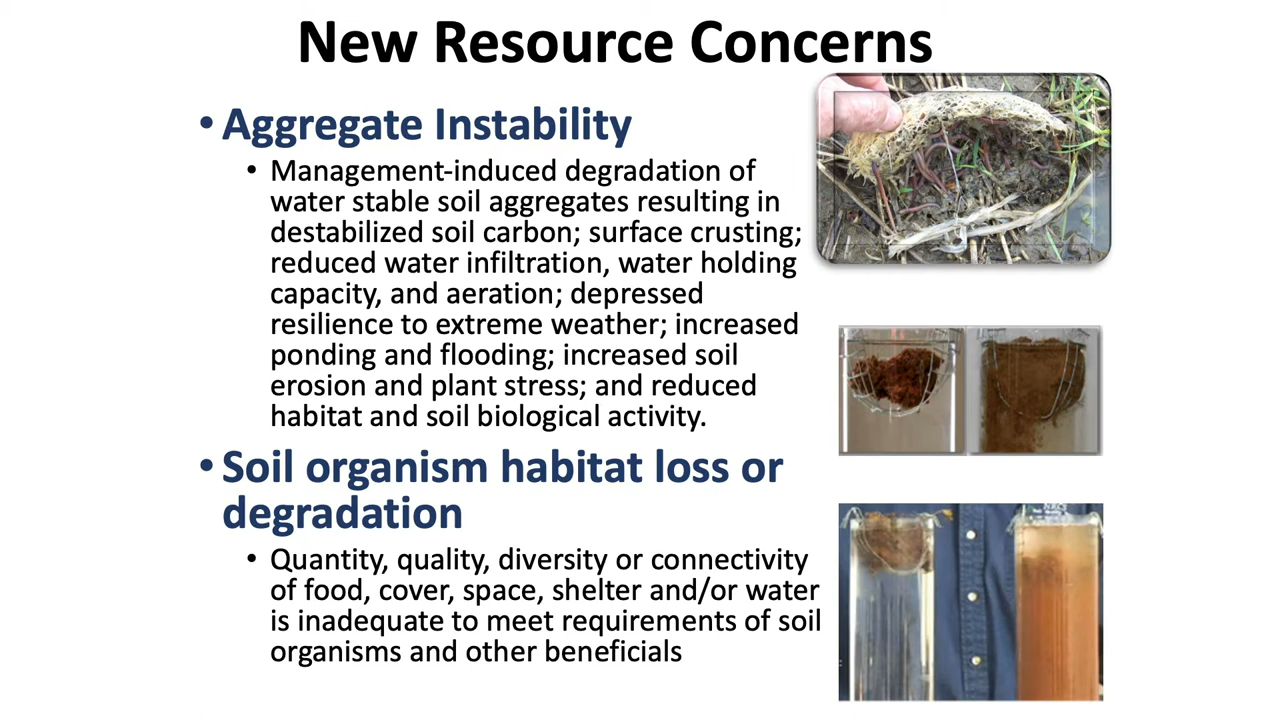 New Resource Concerns
• Aggregate Instability
• Management-induced degradation of
water stable soil aggregates resulting in
destabilized soil carbon; surface crusting;
reduced water infiltration, water holding
capacity, and aeration; depressed
resilience to extreme weather; increased
ponding and flooding; increased soil
erosion and plant stress; and reduced
habitat and soil biological activity.
• Soil organism habitat loss or
degradation
• Quantity, quality, diversity or connectivity
of food, cover, space, shelter and/or water
is inadequate to meet requirements of soil
organisms and other beneficials